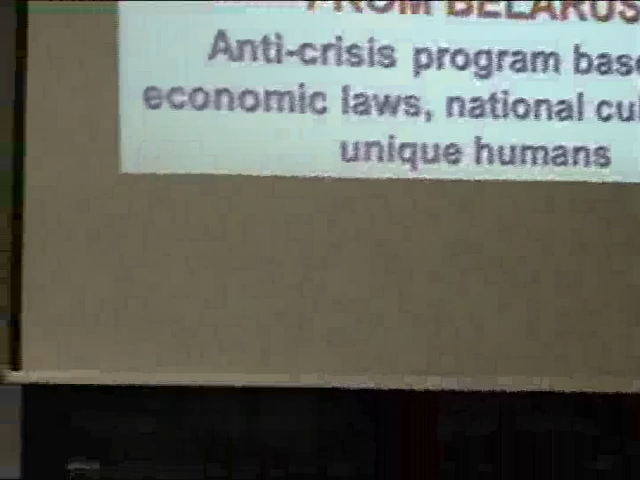 FROM BELARUS
Anti-crisis program
economic laws, national
unique humans